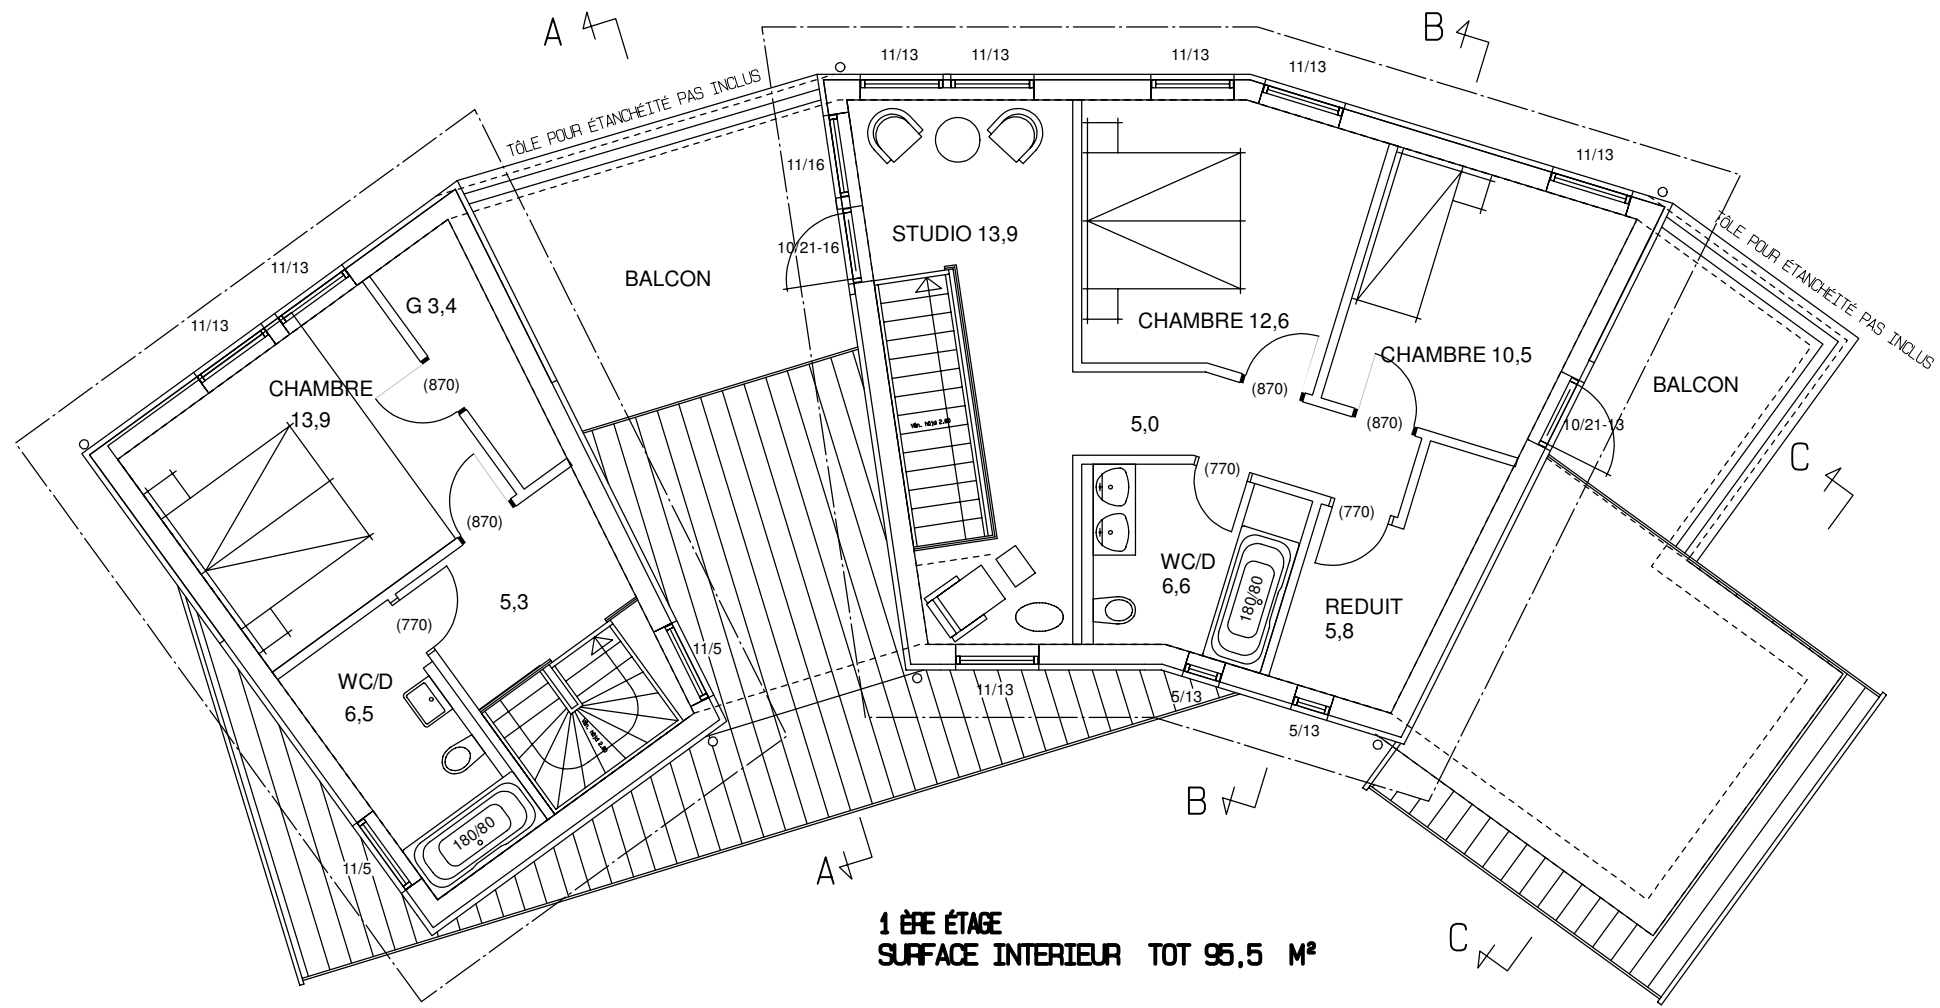 A
B
11/13
11/13
11/13
11/13
TÔLE POUR ÉTANCHÉITÉ PAS INCLUS
11/16
11/13
TÔLE POUR ÉTANCHÉITÉ PAS INCLUS
STUDIO 13,9
10/21-16
BALCON
11/13
G 3,4
11/13
CHAMBRE 12,6
CHAMBRE 10,5
CHAMBRE
13,9
(870)
(870)
(870)
BALCON
10/21-13
5,0
C
(770)
(770)
(870)
WC/D
6,6
180/80
REDUIT
5,8
5,3
(770)
11/5
WC/D
6,5
11/13
5/13
5/13
180/80
11/5
B
A
C
1 ÈRE ÉTAGE
SURFACE INTERIEUR TOT 95,5 M²